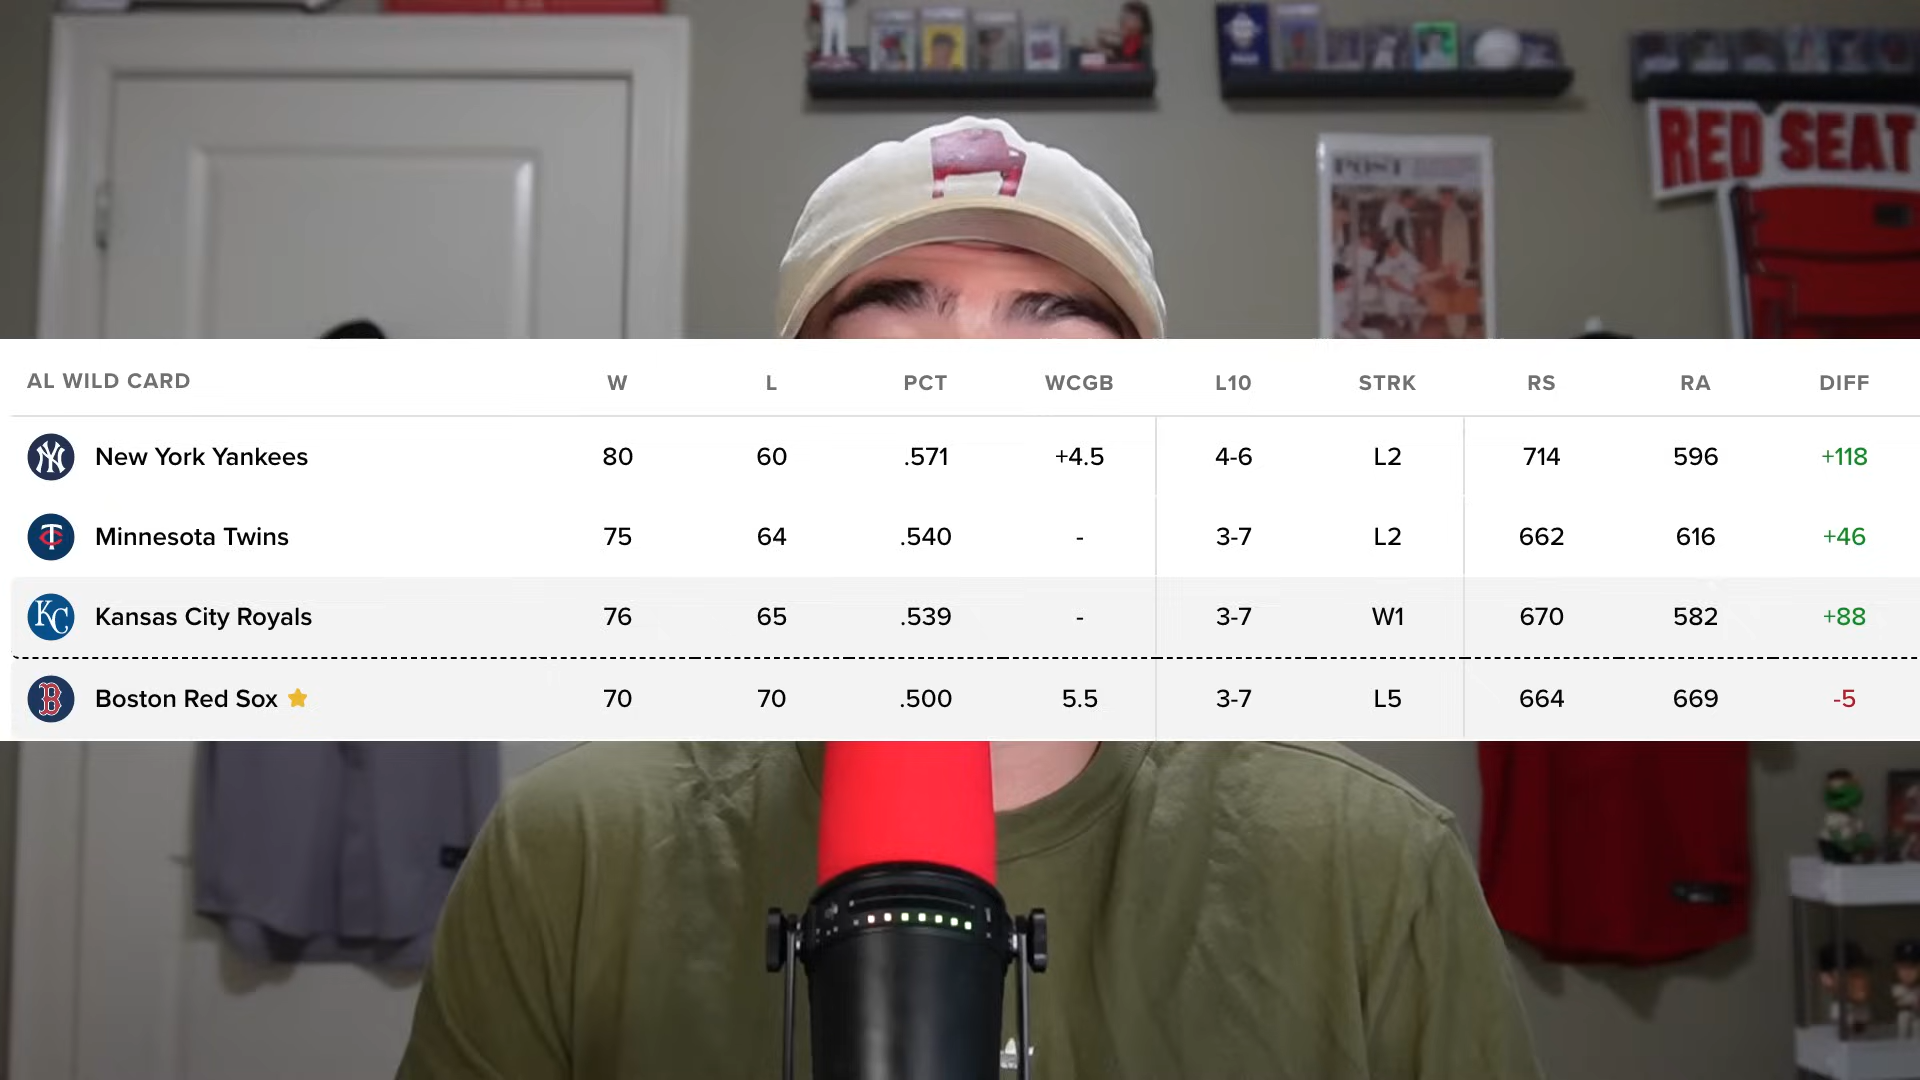 POST
RED SEAT
AL WILD CARD W L PCT WCGB L10 STRK RS RA DIFF
New York Yankees 80 60 .571 +4.5 4-6 L2 714 596 +118
Minnesota Twins 75 64 .540 - 3-7 L2 662 616 +46
Kansas City Royals 76 65 .539 - 3-7 W1 670 582 +88
Boston Red Sox 70 70 .500 5.5 3-7 L5 664 669 -5